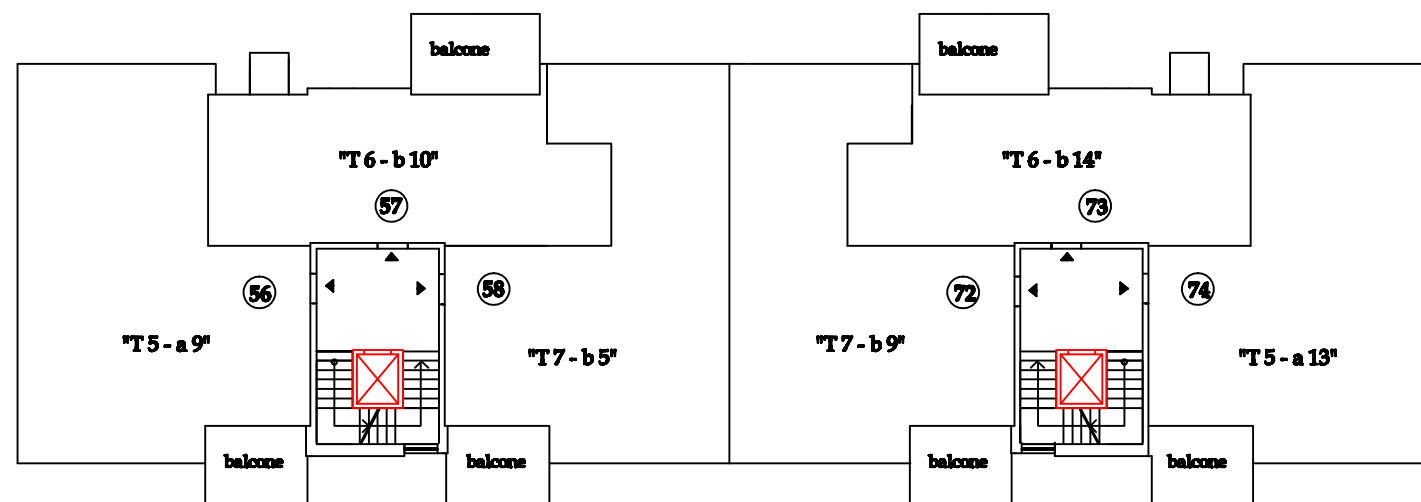 balcone
balcone
"T 6 - b 10"
"T 6 - b 14"
57
73
56
58
72
74
"T 5 - a 9"
"T 7 - b 5"
"T 7 - b 9"
"T 5 - a 13"
balcone
balcone
balcone
balcone